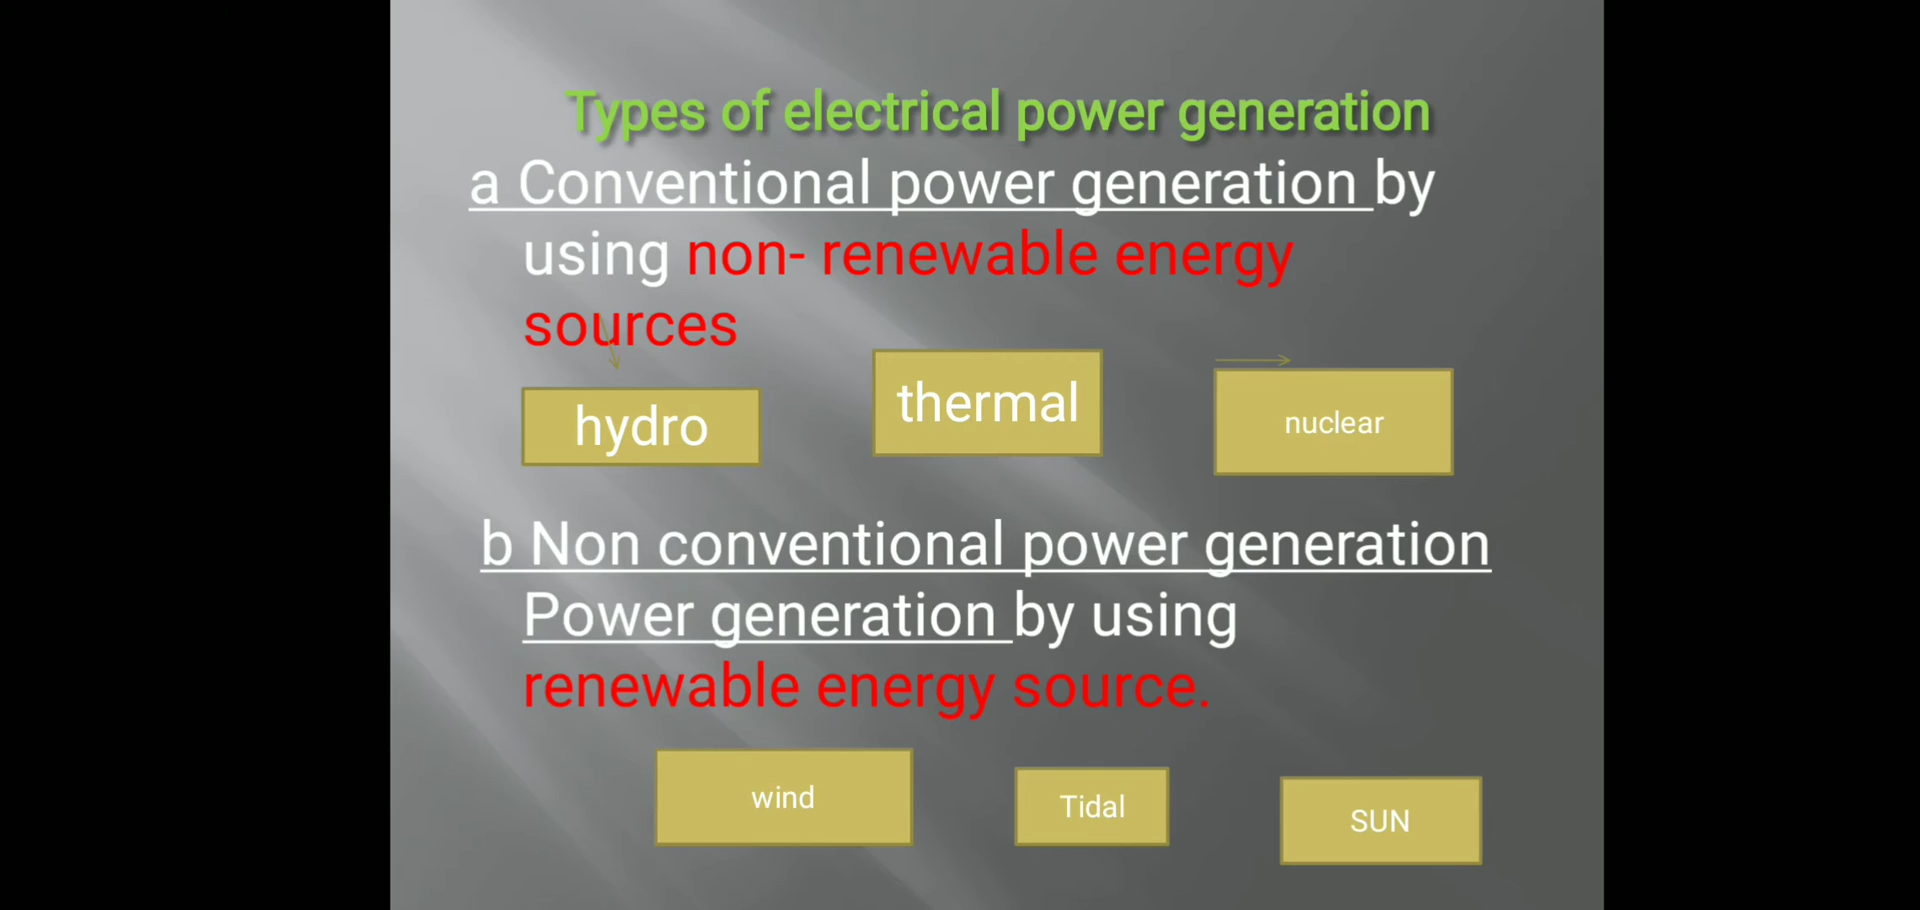 Types of electrical power generation
a Conventional power generation by
using non- renewable energy
sources
hydro
thermal
nuclear
b Non conventional power generation
Power generation by using
renewable energy source.
wind
Tidal
SUN